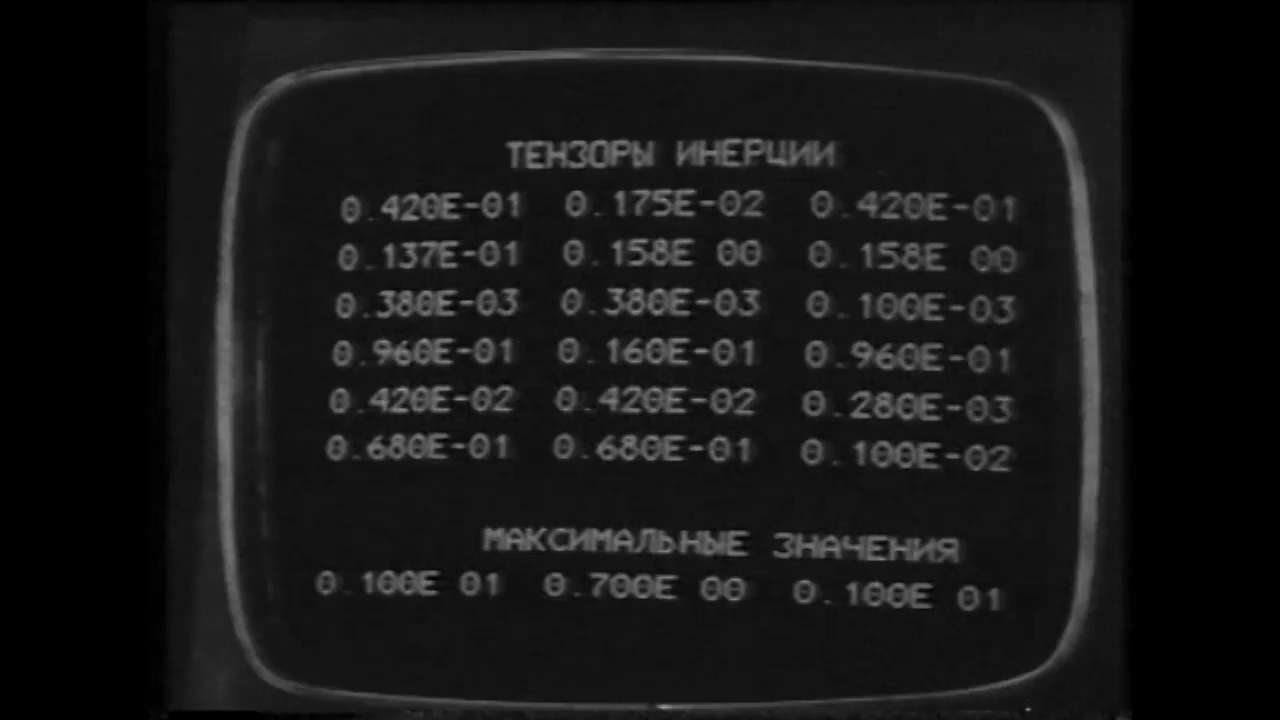 ТЕНЗОРЫ ИНЕРЦИИ
0.420E-01 0.175E-02 0.420E-01
0.137E-01 0.158E 00 0.158E 00
0.380E-03 0.380E-03 0.100E-03
0.960E-01 0.160E-01 0.960E-01
0.420E-02 0.420E-02 0.280E-03
0.680E-01 0.680E-01 0.100E-02
МАКСИМАЛЬНЫЕ ЗНАЧЕНИЯ
0.100E 01 0.700E 00 0.100E 01